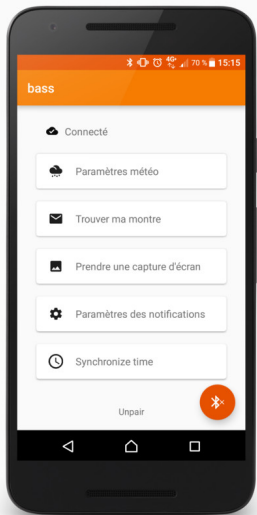 4G+ 70 % 15:15
bass
Connecté
Paramètres météo
Trouver ma montre
Prendre une capture d'écran
Paramètres des notifications
Synchronize time
Unpair